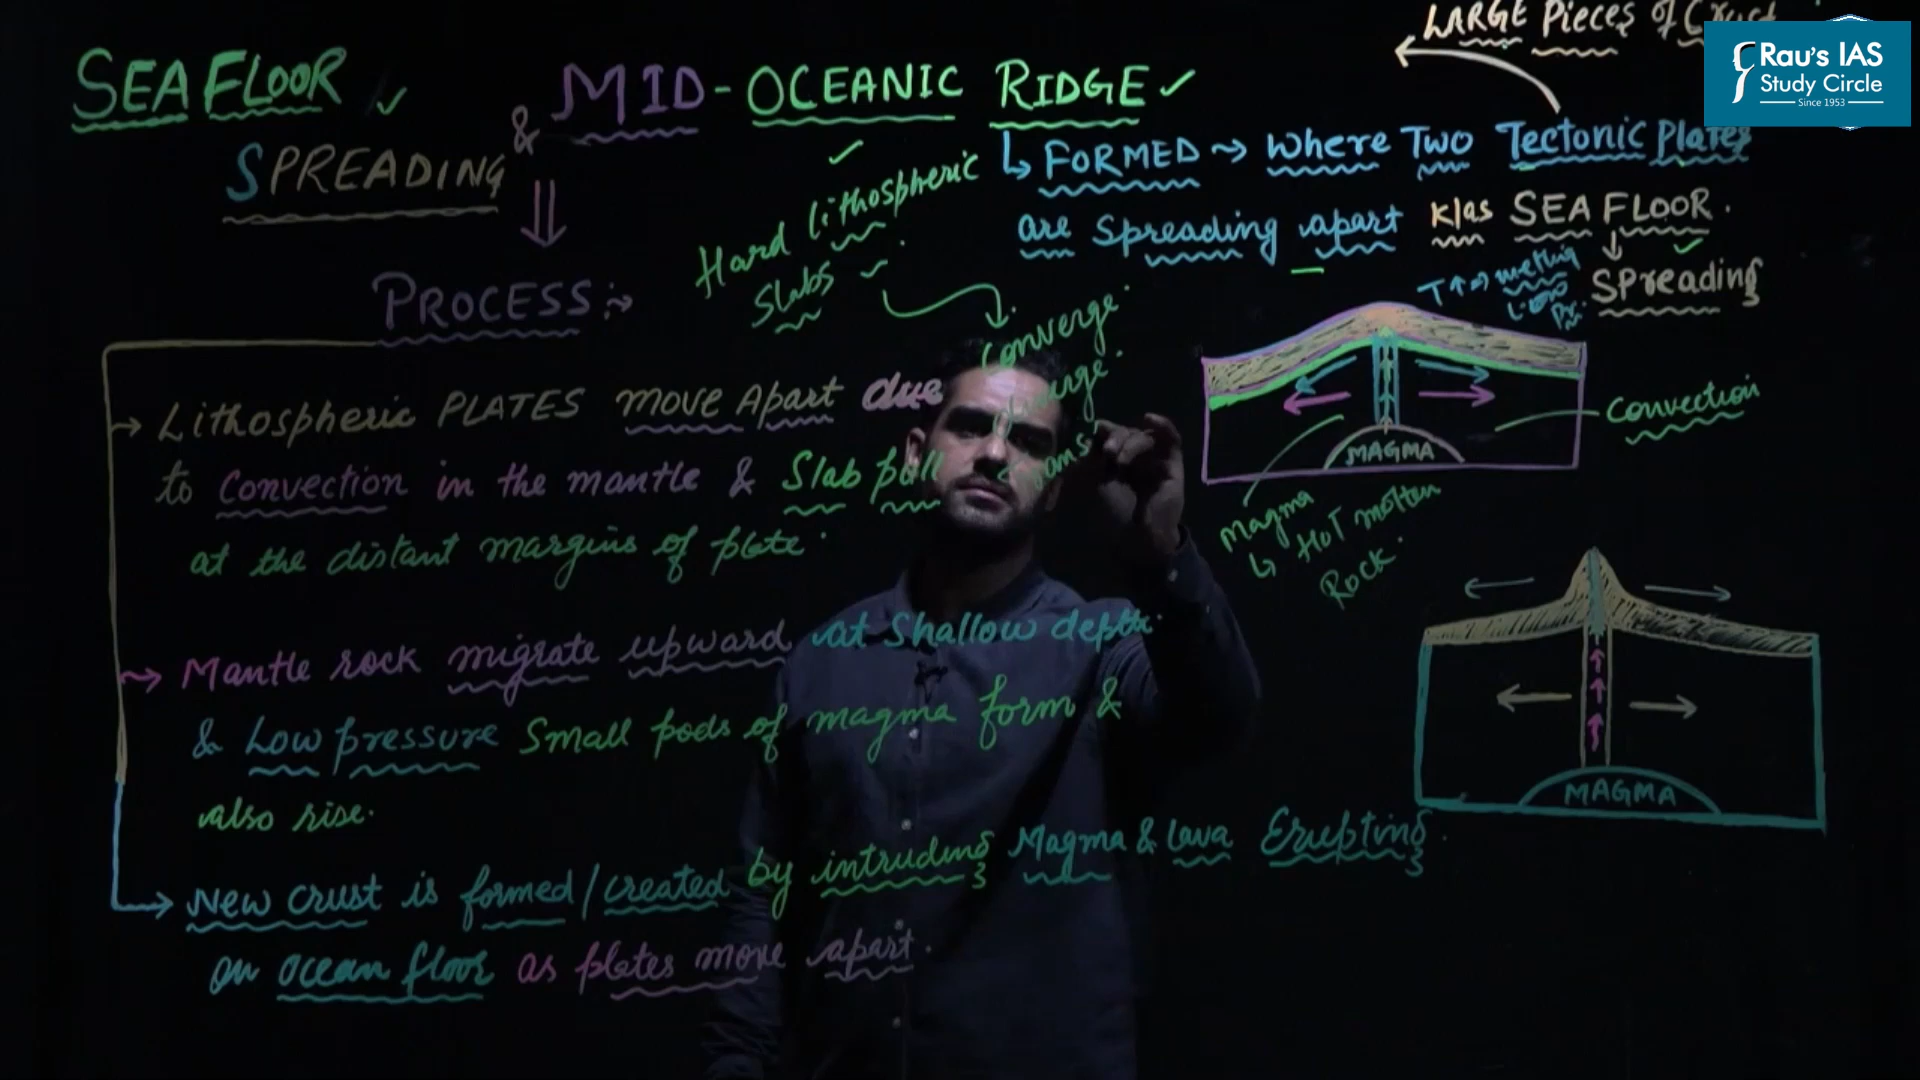 LARGE Pieces of Crust
Rau's IAS
Study Circle
Since 1953
SEA FLOOR
SPREADING
& MID-OCEANIC RIDGE
FORMED → where Two Tectonic Plates
are Spreading apart k/as SEA FLOOR.
Spreading
Hard lithospheric
Slabs
Converge.
T↑ => melting
PROCESS:→
→ Lithospheric PLATES move Apart due
to Convection in the mantle & Slab pull
at the distant margins of plate.
→ Mantle rock migrate upward at Shallow depth.
& Low pressure Small pods of magma form &
also rise.
→ New crust is formed/created by intruding Magma & lava Erupting.
on ocean floor as plates move apart.
MAGMA
Convection
Magma
↳ HoT molten
Rock.
MAGMA